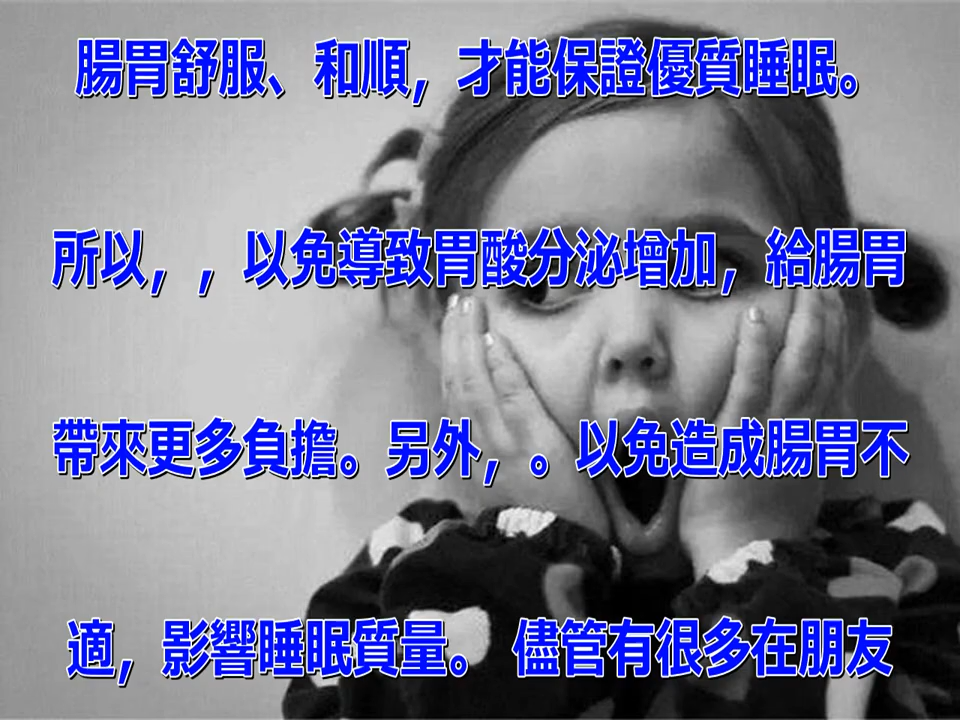 腸胃舒服、和順，才能保證優質睡眠。
所以，，以免導致胃酸分泌增加，給腸胃
帶來更多負擔。另外，。以免造成腸胃不
適，影響睡眠質量。 儘管有很多在朋友